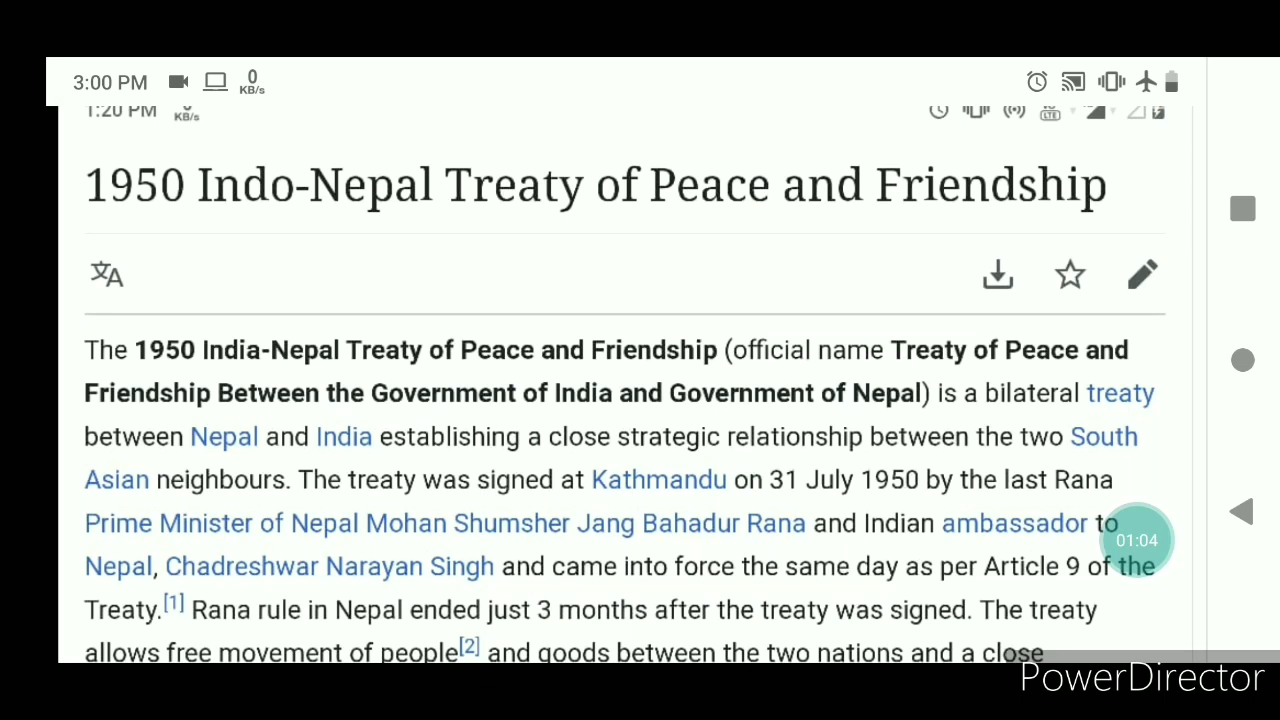 3:00 PM 0 KB/s
1:20 PM KB/s LTE
1950 Indo-Nepal Treaty of Peace and Friendship
The 1950 India-Nepal Treaty of Peace and Friendship (official name Treaty of Peace and
Friendship Between the Government of India and Government of Nepal) is a bilateral treaty
between Nepal and India establishing a close strategic relationship between the two South
Asian neighbours. The treaty was signed at Kathmandu on 31 July 1950 by the last Rana
Prime Minister of Nepal Mohan Shumsher Jang Bahadur Rana and Indian ambassador to
01:04
Nepal, Chadreshwar Narayan Singh and came into force the same day as per Article 9 of the
Treaty.[1] Rana rule in Nepal ended just 3 months after the treaty was signed. The treaty
allows free movement of people[2] and goods between the two nations and a close
PowerDirector